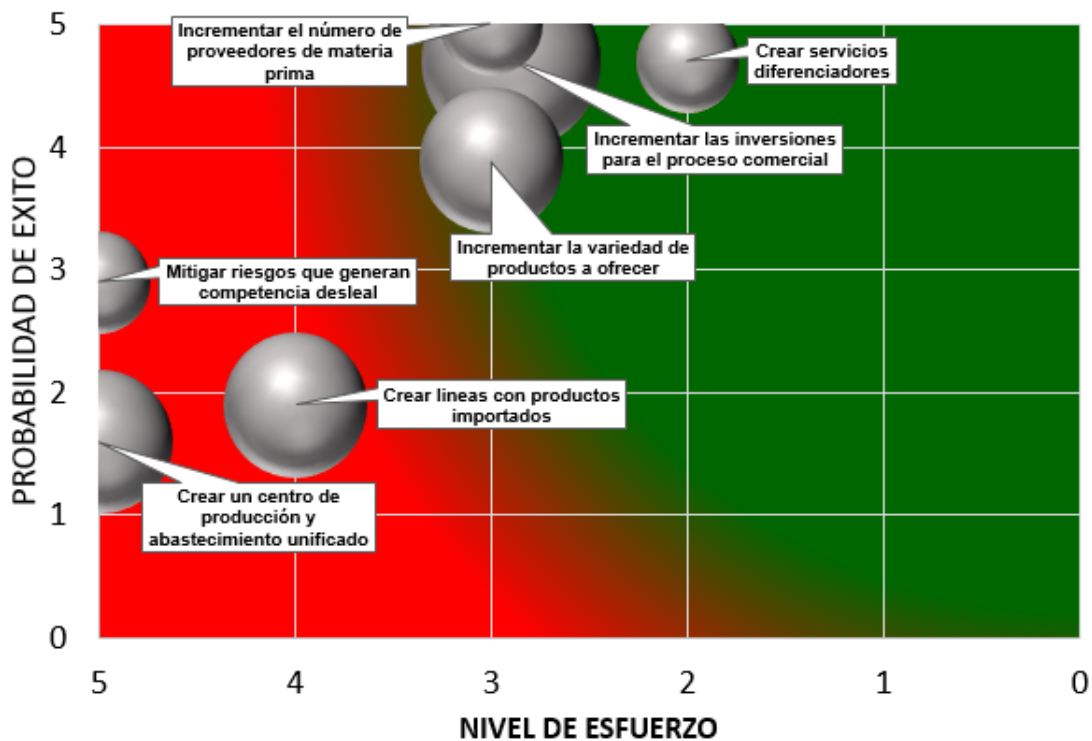 PROBABILIDAD DE EXITO
5
4
3
2
1
0
Incrementar el número de
proveedores de materia
prima
Crear servicios
diferenciadores
Incrementar las inversiones
para el proceso comercial
Incrementar la variedad de
productos a ofrecer
Mitigar riesgos que generan
competencia desleal
Crear lineas con productos
importados
Crear un centro de
producción y
abastecimiento unificado
5 4 3 2 1 0
NIVEL DE ESFUERZO